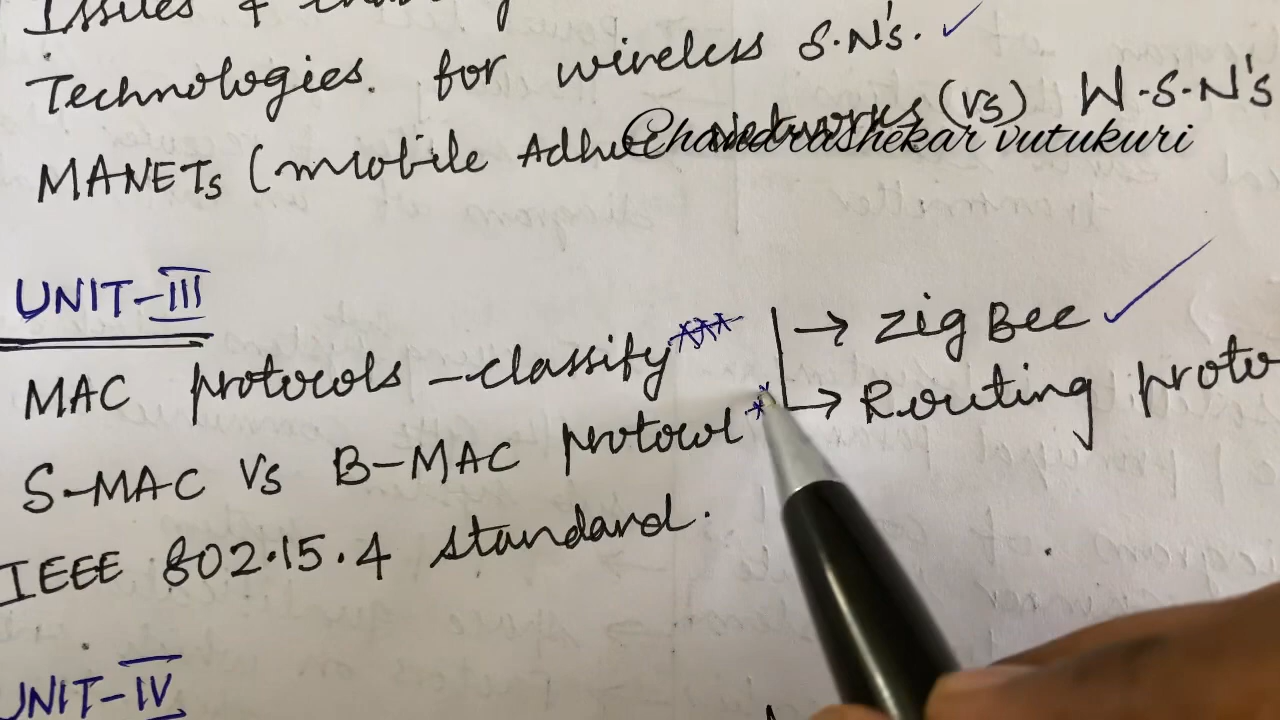 Issues &
Technologies. for wireless S.N's. ✓
MANETs (Mobile Adhoc Networks (Vs) W.S.N's
Chandrashekar vutukuri
UNIT-III
MAC protocols -classify*** → ZigBee ✓
S-MAC Vs B-MAC protocol ** → Routing proto
IEEE 802.15.4 standard.
UNIT-IV